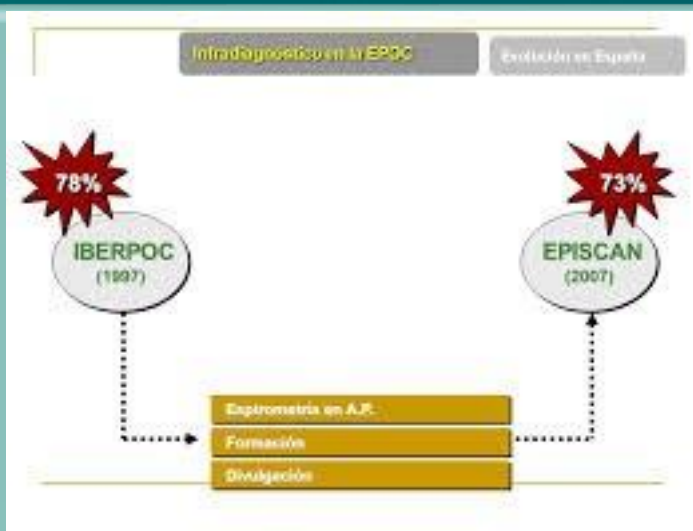 Infradiagnóstico en la EPOC
Evolución en España
78%
73%
IBERPOC
(1997)
EPISCAN
(2007)
Espirometría en A.P.
Formación
Divulgación